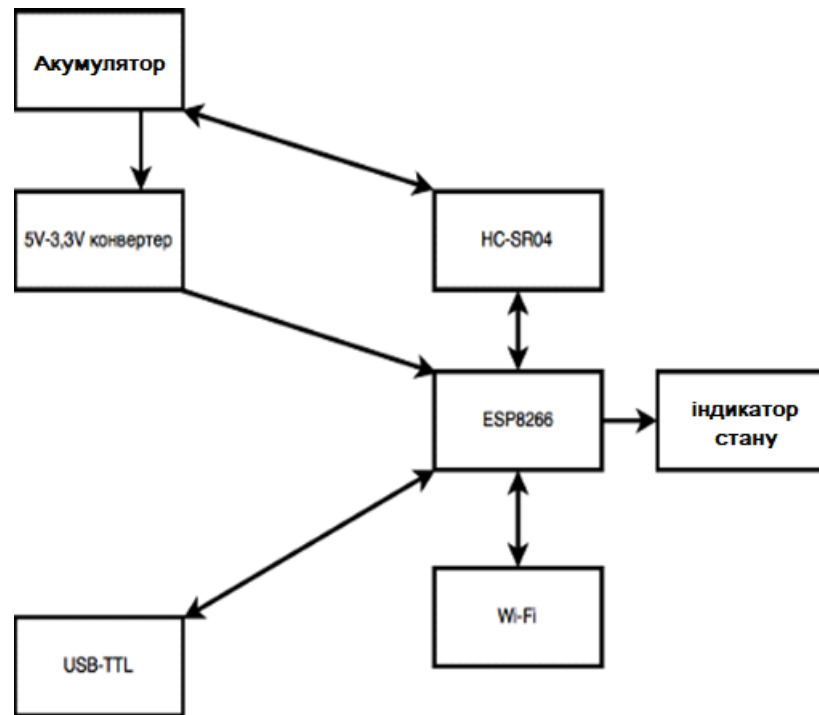 Акумулятор
5V-3,3V конвертер
HC-SR04
ESP8266
індикатор
стану
Wi-Fi
USB-TTL